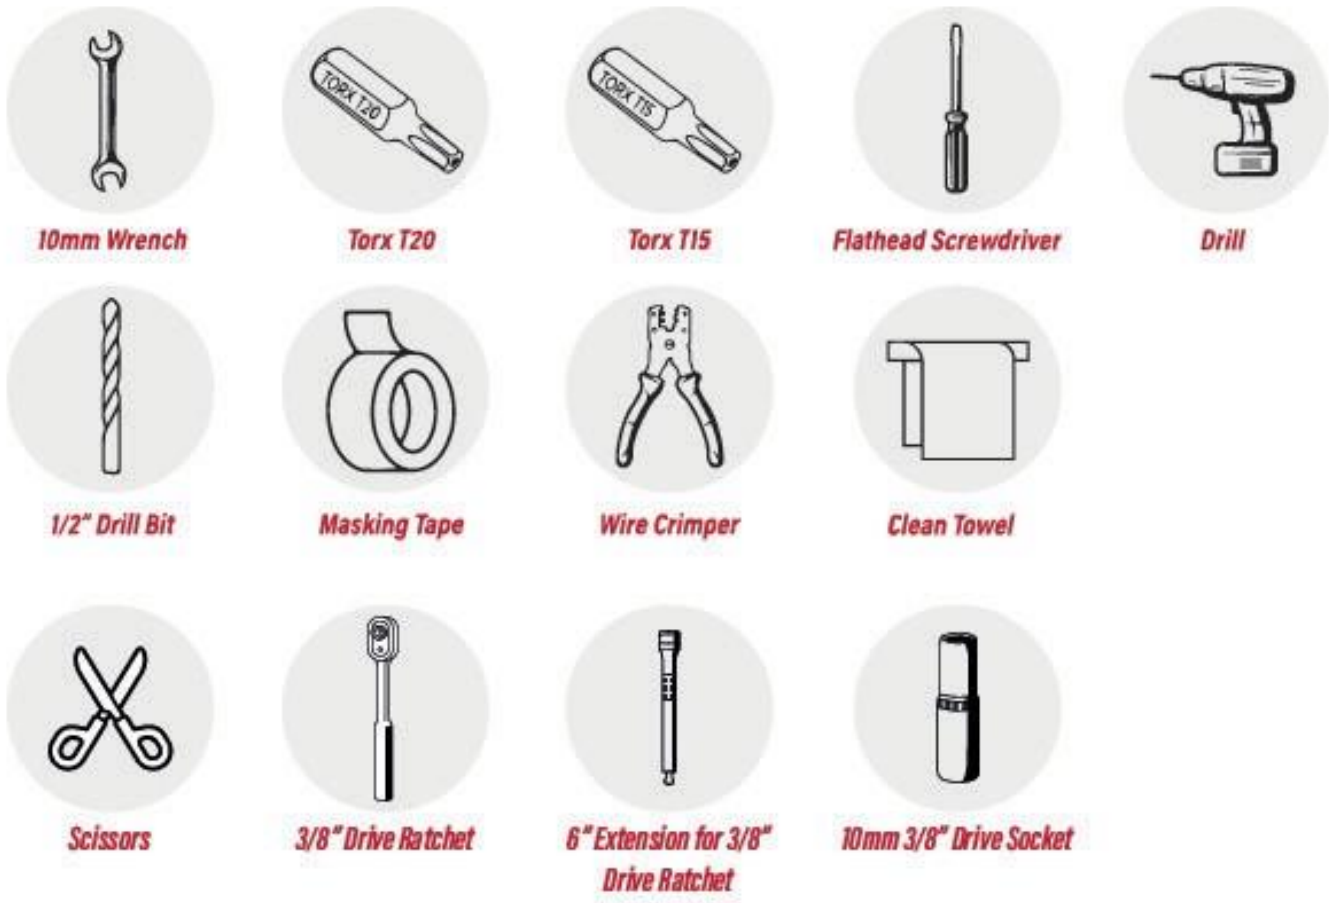 TORX T20
TORX T15
10mm Wrench
Torx T20
Torx T15
Flathead Screwdriver
Drill
1/2" Drill Bit
Masking Tape
Wire Crimper
Clean Towel
Scissors
3/8" Drive Ratchet
6" Extension for 3/8"
Drive Ratchet
10mm 3/8" Drive Socket